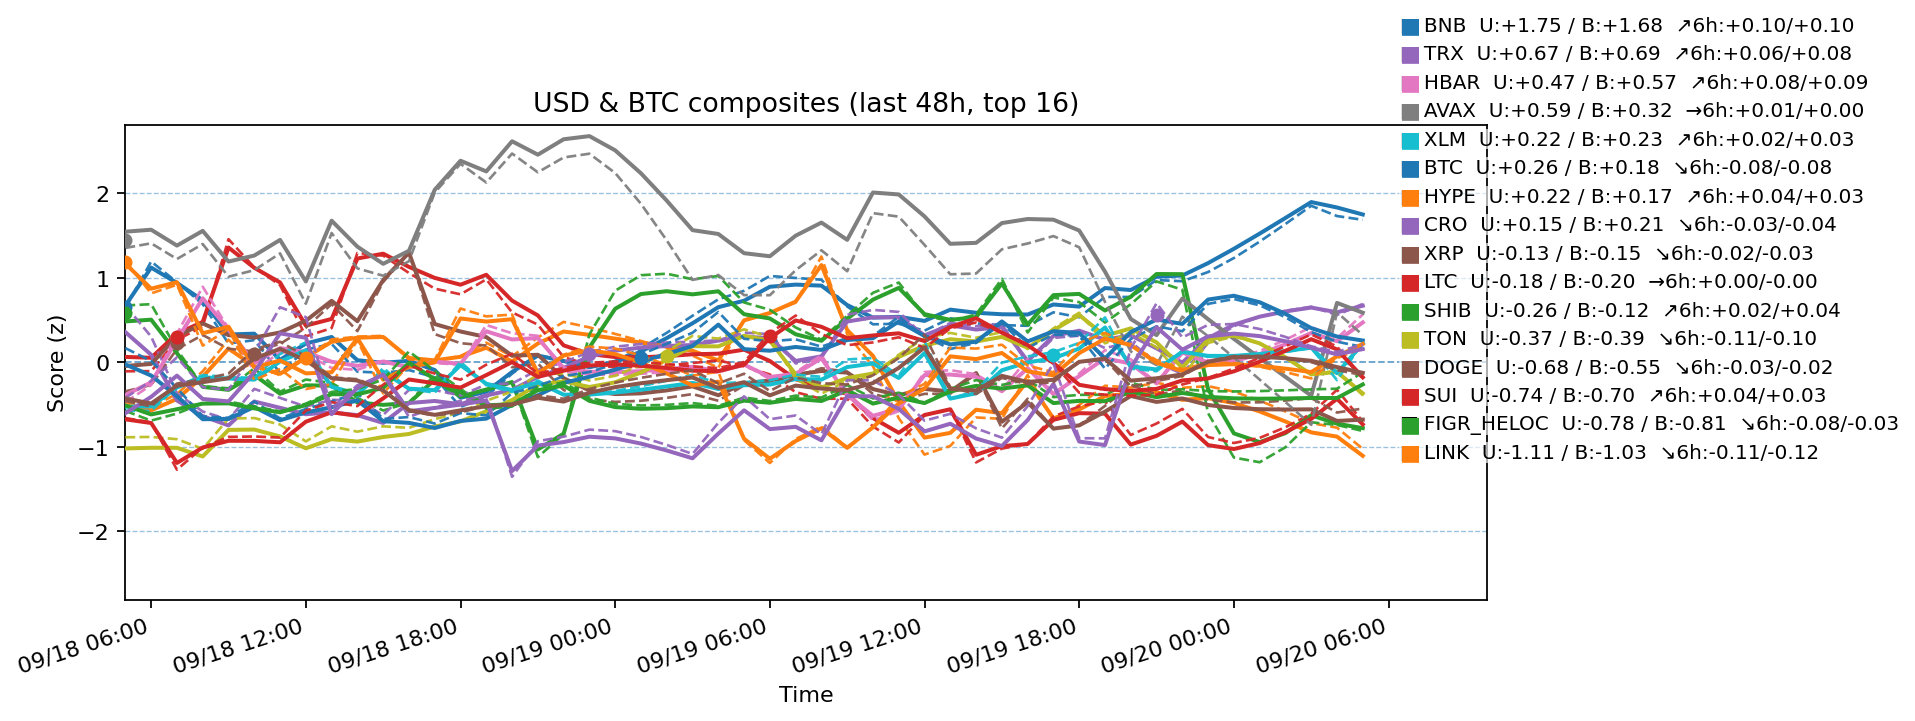 BNB  U:+1.75 / B:+1.68  ↗6h:+0.10/+0.10
TRX  U:+0.67 / B:+0.69  ↗6h:+0.06/+0.08
HBAR  U:+0.47 / B:+0.57  ↗6h:+0.08/+0.09
AVAX  U:+0.59 / B:+0.32  →6h:+0.01/+0.00
XLM  U:+0.22 / B:+0.23  ↗6h:+0.02/+0.03
BTC  U:+0.26 / B:+0.18  ↘6h:-0.08/-0.08
HYPE  U:+0.22 / B:+0.17  ↗6h:+0.04/+0.03
CRO  U:+0.15 / B:+0.21  ↘6h:-0.03/-0.04
XRP  U:-0.13 / B:-0.15  ↘6h:-0.02/-0.03
LTC  U:-0.18 / B:-0.20  →6h:+0.00/-0.00
SHIB  U:-0.26 / B:-0.12  ↗6h:+0.02/+0.04
TON  U:-0.37 / B:-0.39  ↘6h:-0.11/-0.10
DOGE  U:-0.68 / B:-0.55  ↘6h:-0.03/-0.02
SUI  U:-0.74 / B:-0.70  ↗6h:+0.04/+0.03
FIGR_HELOC  U:-0.78 / B:-0.81  ↘6h:-0.08/-0.03
LINK  U:-1.11 / B:-1.03  ↘6h:-0.11/-0.12
USD & BTC composites (last 48h, top 16)
Score (z)
2
1
0
−1
−2
09/18 06:00
09/18 12:00
09/18 18:00
09/19 00:00
09/19 06:00
09/19 12:00
09/19 18:00
09/20 00:00
09/20 06:00
Time